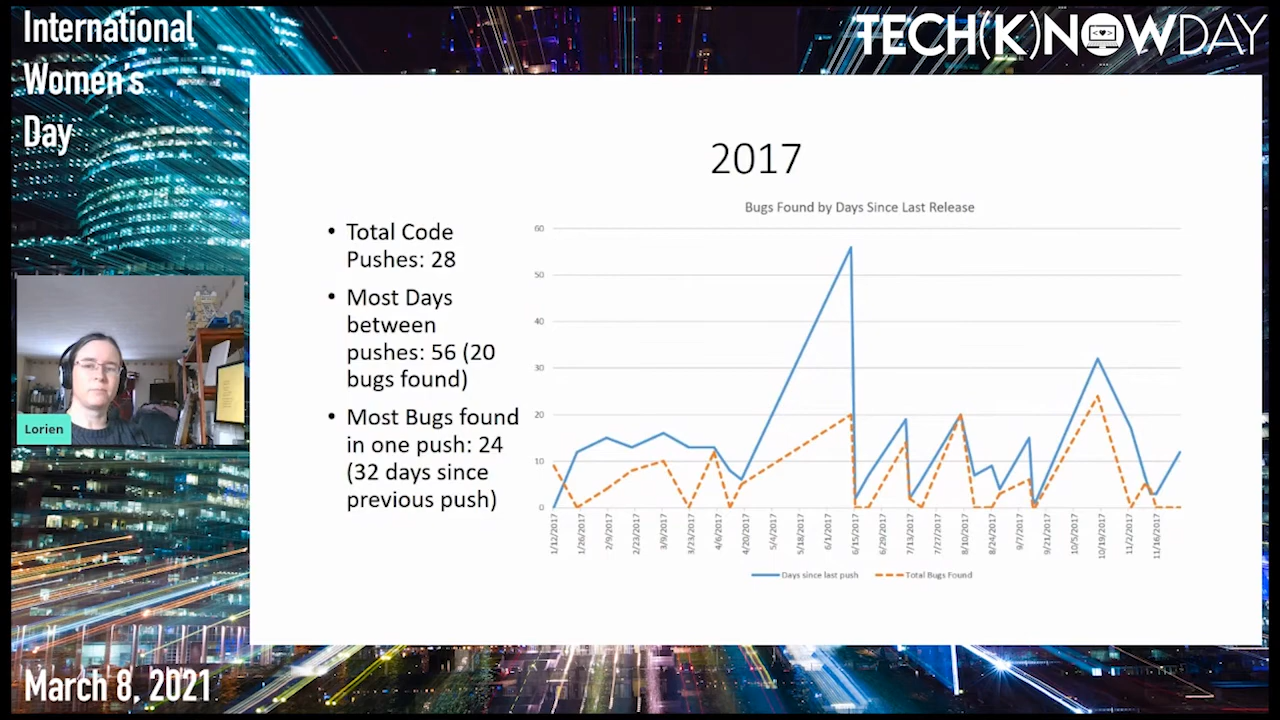 International
Women's
Day
TECH(K)NOWDAY
2017
Bugs Found by Days Since Last Release
• Total Code
Pushes: 28
• Most Days
between
pushes: 56 (20
bugs found)
• Most Bugs found
in one push: 24
(32 days since
previous push)
60
50
40
30
20
10
0
1/12/2017
1/26/2017
2/9/2017
2/23/2017
3/9/2017
3/23/2017
4/6/2017
4/20/2017
5/4/2017
5/18/2017
6/1/2017
6/15/2017
6/29/2017
7/13/2017
7/27/2017
8/10/2017
8/24/2017
9/7/2017
9/21/2017
10/5/2017
10/19/2017
11/2/2017
11/16/2017
Days since last push
Total Bugs Found
Lorien
March 8, 2021